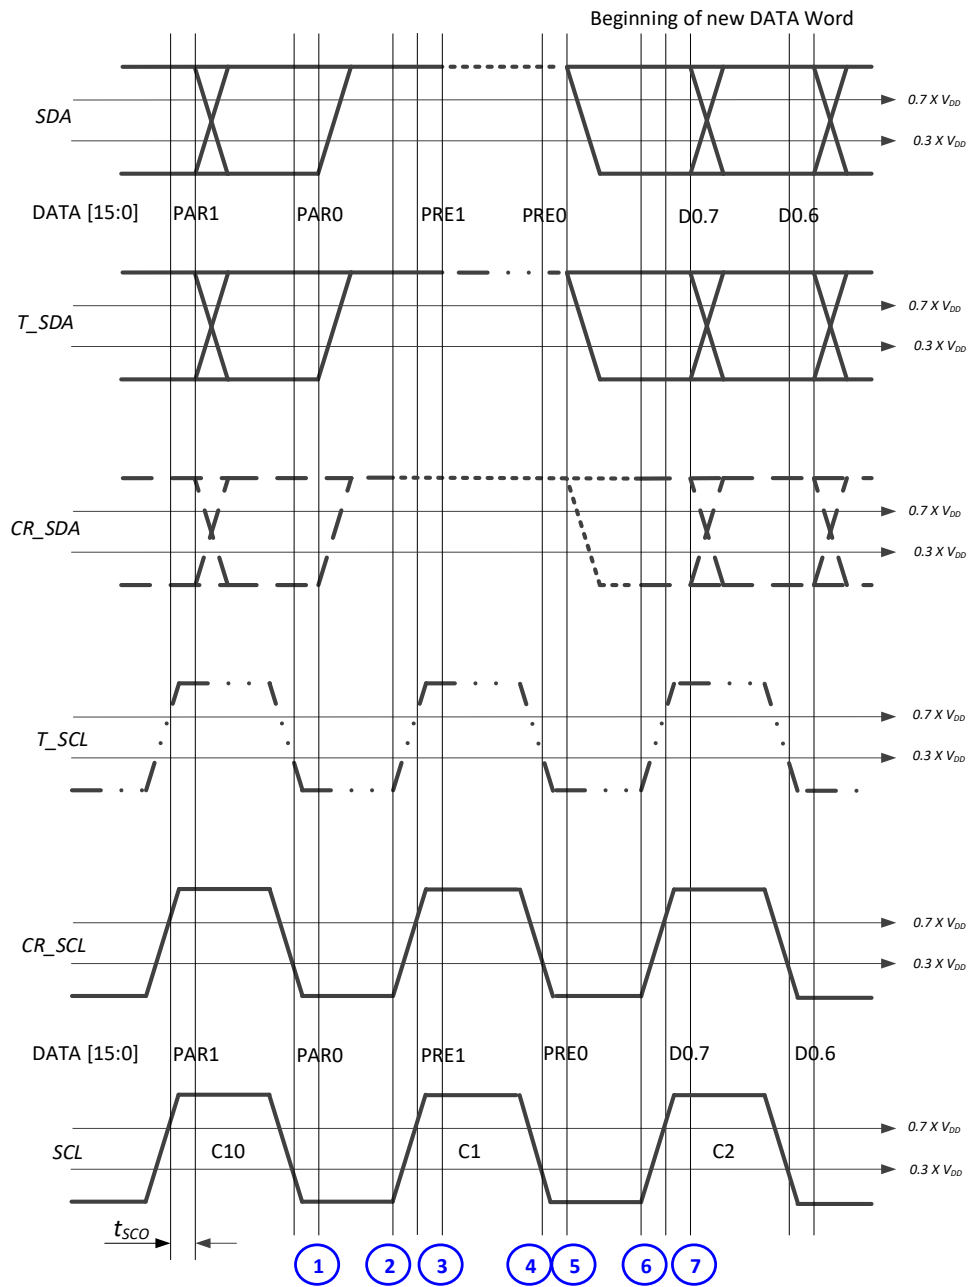 Beginning of new DATA Word
SDA
0.7 X VDD
0.3 X VDD
DATA [15:0] PAR1 PAR0 PRE1 PRE0 D0.7 D0.6
T_SDA
0.7 X VDD
0.3 X VDD
CR_SDA
0.7 X VDD
0.3 X VDD
T_SCL
0.7 X VDD
0.3 X VDD
CR_SCL
0.7 X VDD
0.3 X VDD
DATA [15:0] PAR1 PAR0 PRE1 PRE0 D0.7 D0.6
SCL
0.7 X VDD
C10 C1 C2
0.3 X VDD
tSCO
1 2 3 4 5 6 7